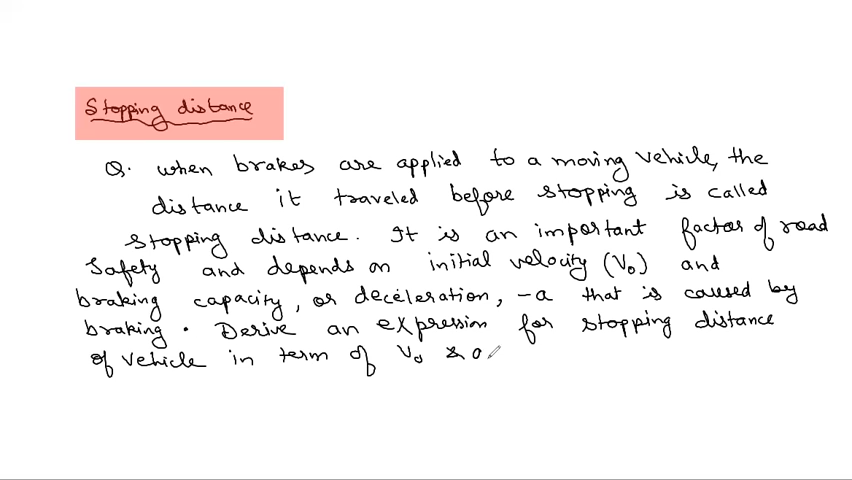 Stopping distance
Q. when brakes are applied to a moving vehicle, the
distance it traveled before stopping is called
stopping distance. It is an important factor of road
safety and depends on initial velocity (V₀) and
braking capacity, or deceleration, -a that is caused by
braking. Derive an expression for stopping distance
of vehicle in term of V₀ & a